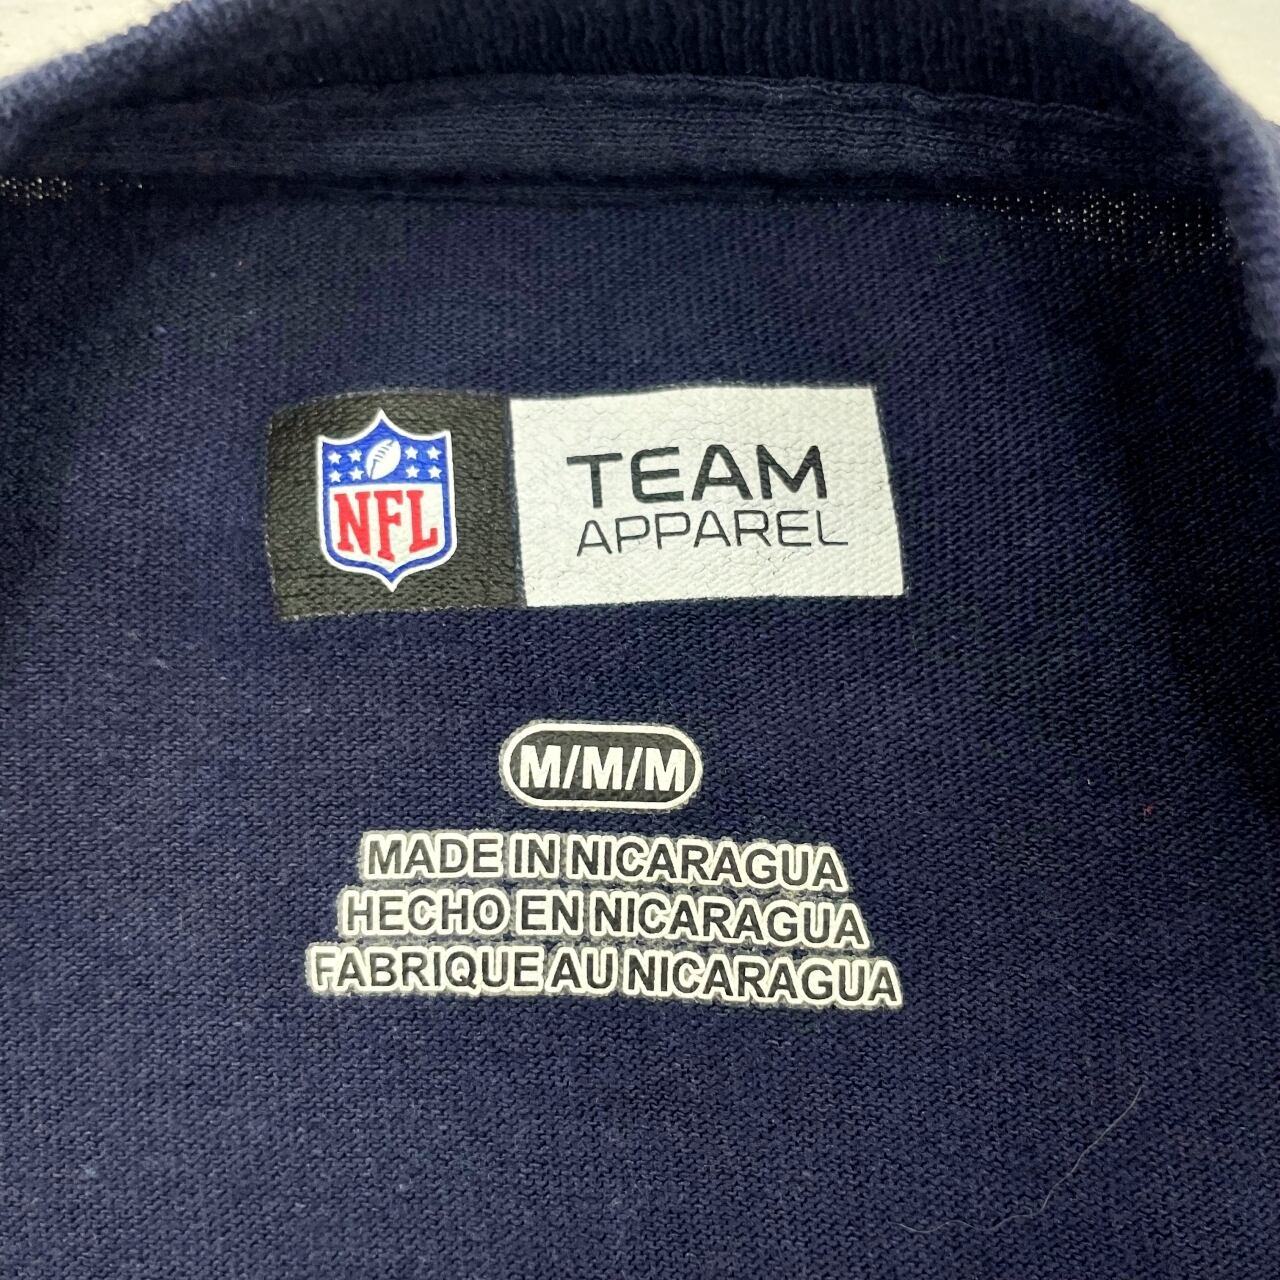 NFL
TEAM
APPAREL
M/M/M
MADE IN NICARAGUA
HECHO EN NICARAGUA
FABRIQUE AU NICARAGUA